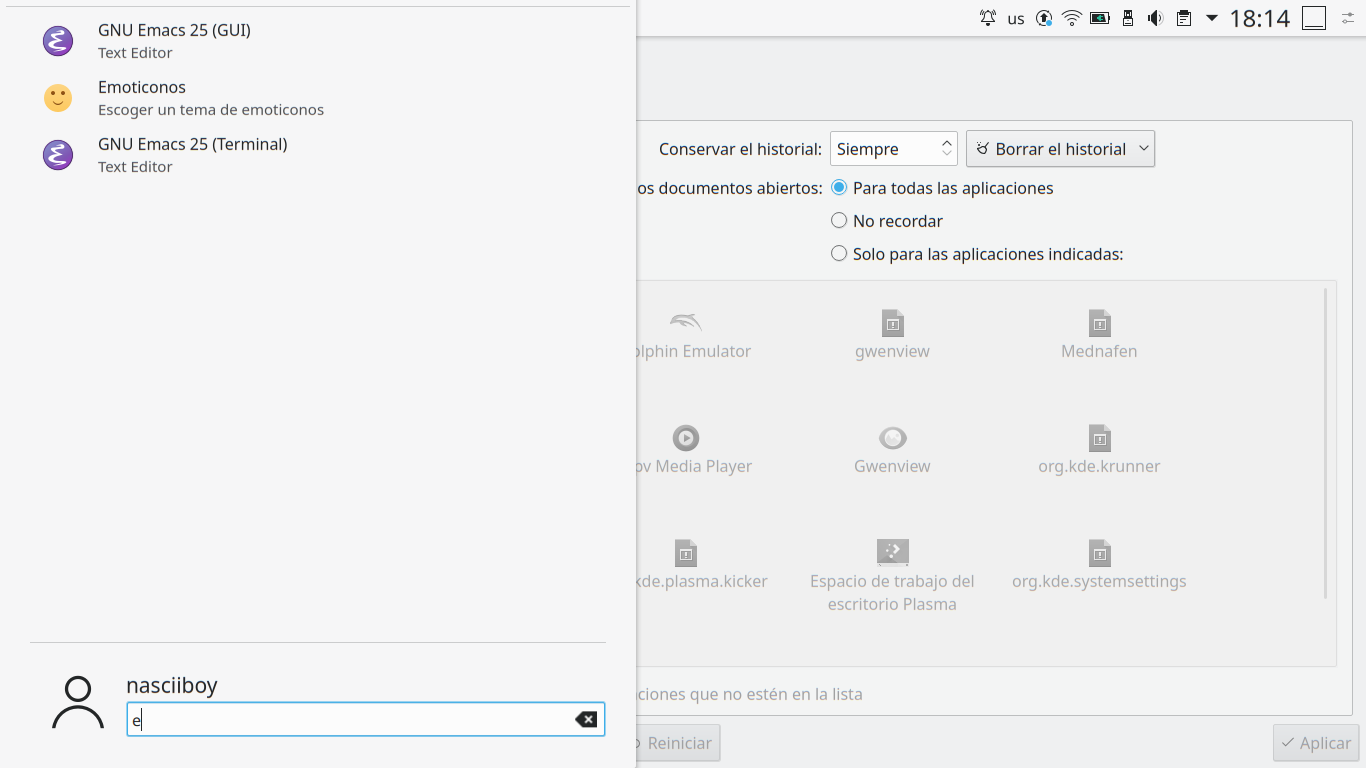 GNU Emacs 25 (GUI)
Text Editor
Emoticonos
Escoger un tema de emoticonos
GNU Emacs 25 (Terminal)
Text Editor
nasciiboy
e
us
18:14
Conservar el historial: Siempre Borrar el historial
os documentos abiertos: Para todas las aplicaciones
No recordar
Solo para las aplicaciones indicadas:
olphin Emulator gwenview Mednafen
pv Media Player Gwenview org.kde.krunner
kde.plasma.kicker Espacio de trabajo del org.kde.systemsettings
escritorio Plasma
ciones que no estén en la lista
Reiniciar Aplicar